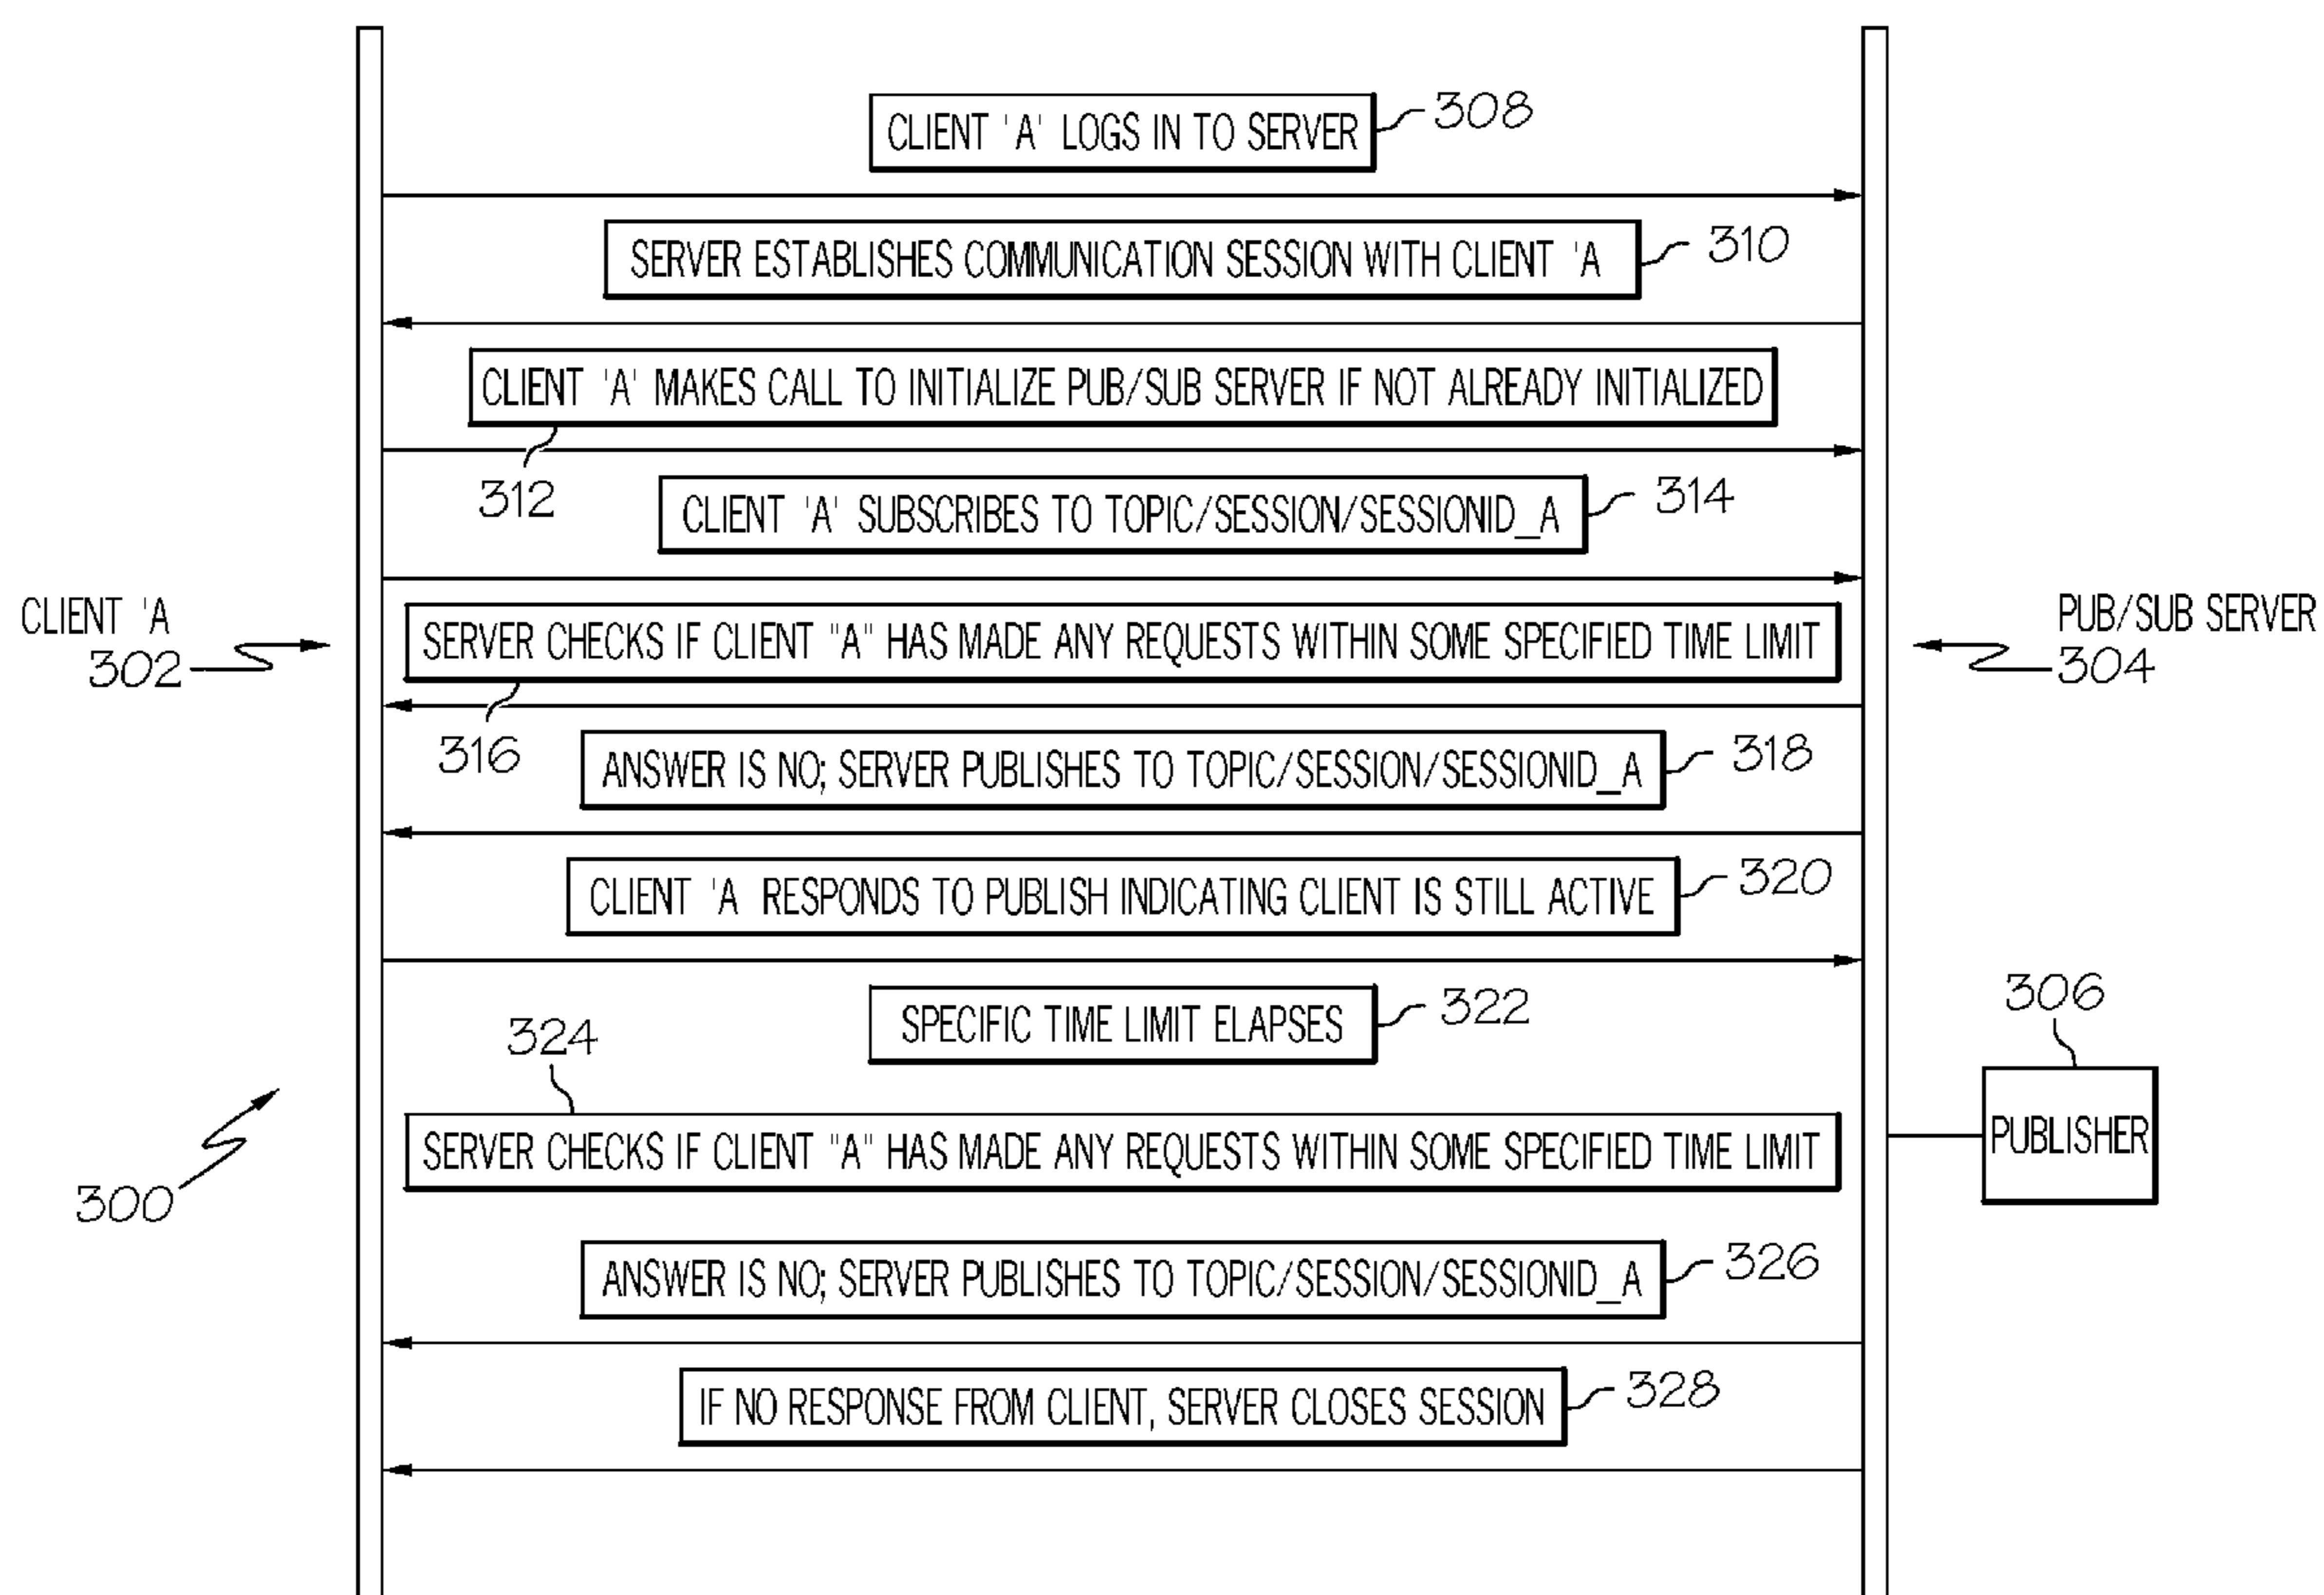 CLIENT 'A' LOGS IN TO SERVER
308
SERVER ESTABLISHES COMMUNICATION SESSION WITH CLIENT 'A
310
CLIENT 'A' MAKES CALL TO INITIALIZE PUB/SUB SERVER IF NOT ALREADY INITIALIZED
312
CLIENT 'A' SUBSCRIBES TO TOPIC/SESSION/SESSIONID_A
314
CLIENT 'A
302
SERVER CHECKS IF CLIENT "A" HAS MADE ANY REQUESTS WITHIN SOME SPECIFIED TIME LIMIT
PUB/SUB SERVER
304
316
ANSWER IS NO; SERVER PUBLISHES TO TOPIC/SESSION/SESSIONID_A
318
CLIENT 'A RESPONDS TO PUBLISH INDICATING CLIENT IS STILL ACTIVE
320
SPECIFIC TIME LIMIT ELAPSES
322
306
324
SERVER CHECKS IF CLIENT "A" HAS MADE ANY REQUESTS WITHIN SOME SPECIFIED TIME LIMIT
PUBLISHER
300
ANSWER IS NO; SERVER PUBLISHES TO TOPIC/SESSION/SESSIONID_A
326
IF NO RESPONSE FROM CLIENT, SERVER CLOSES SESSION
328